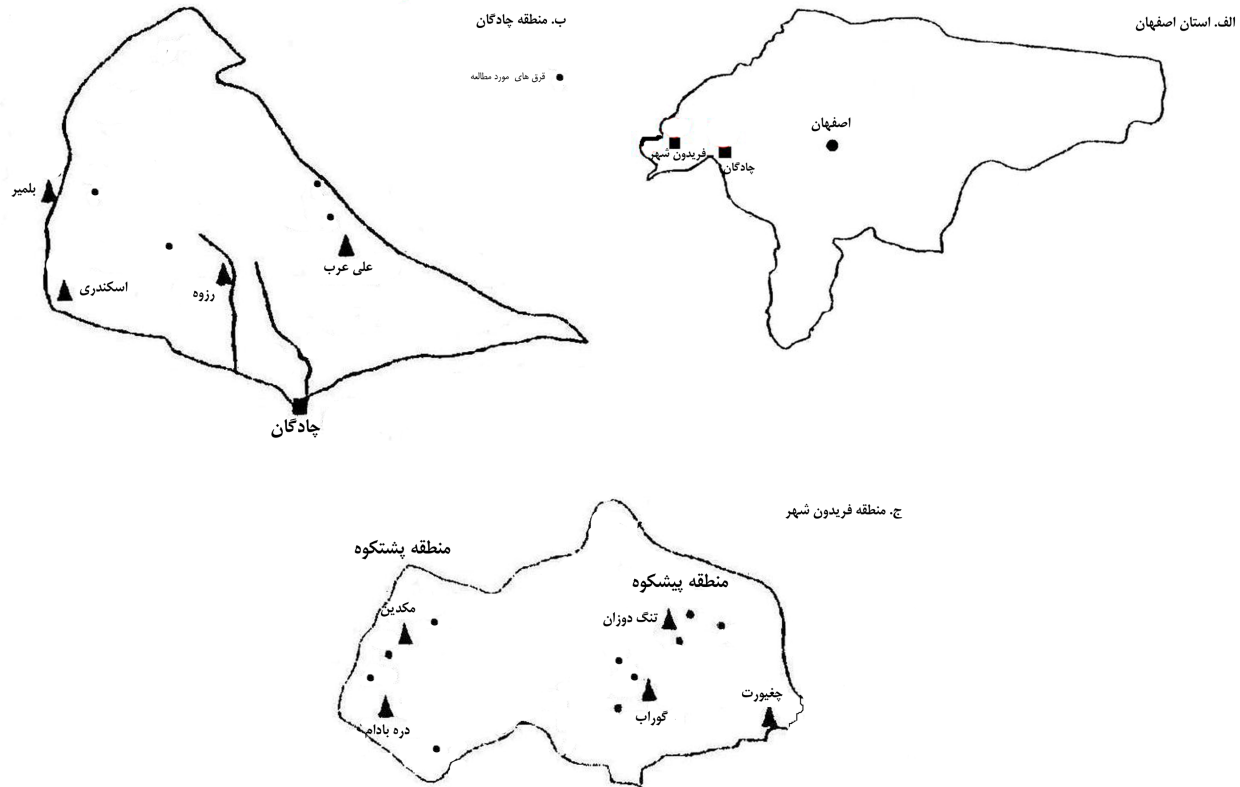 الف. استان اصفهان
اصفهان
فریدون شهر
چادگان
ب. منطقه چادگان
قرق های مورد مطالعه
بلمیر
علی عرب
رزوه
اسکندری
چادگان
ج. منطقه فریدون شهر
منطقه پشتکوه
منطقه پیشکوه
مکدین
تنگ دوزان
چغیورت
گوراب
دره بادام